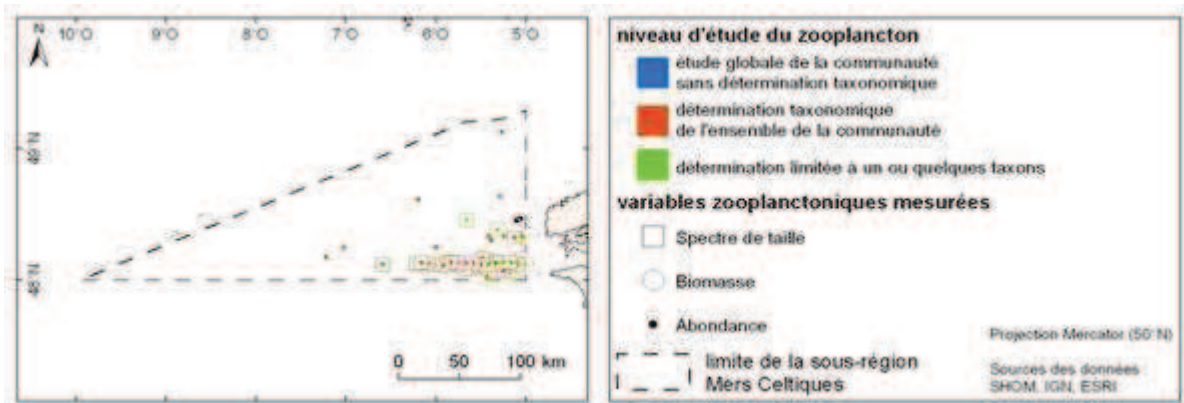 N
10°O
9°O
8°O
7°O
6°O
5°O
49°N
48°N
0 50 100 km
niveau d'étude du zooplancton
étude globale de la communauté
sans détermination taxonomique
détermination taxonomique
de l'ensemble de la communauté
détermination limitée à un ou quelques taxons
variables zooplanctoniques mesurées
Spectre de taille
Biomasse
Abondance
limite de la sous-région
Mers Celtiques
Projection Mercator (50°N)
Sources des données
SHOM, IGN, ESRI